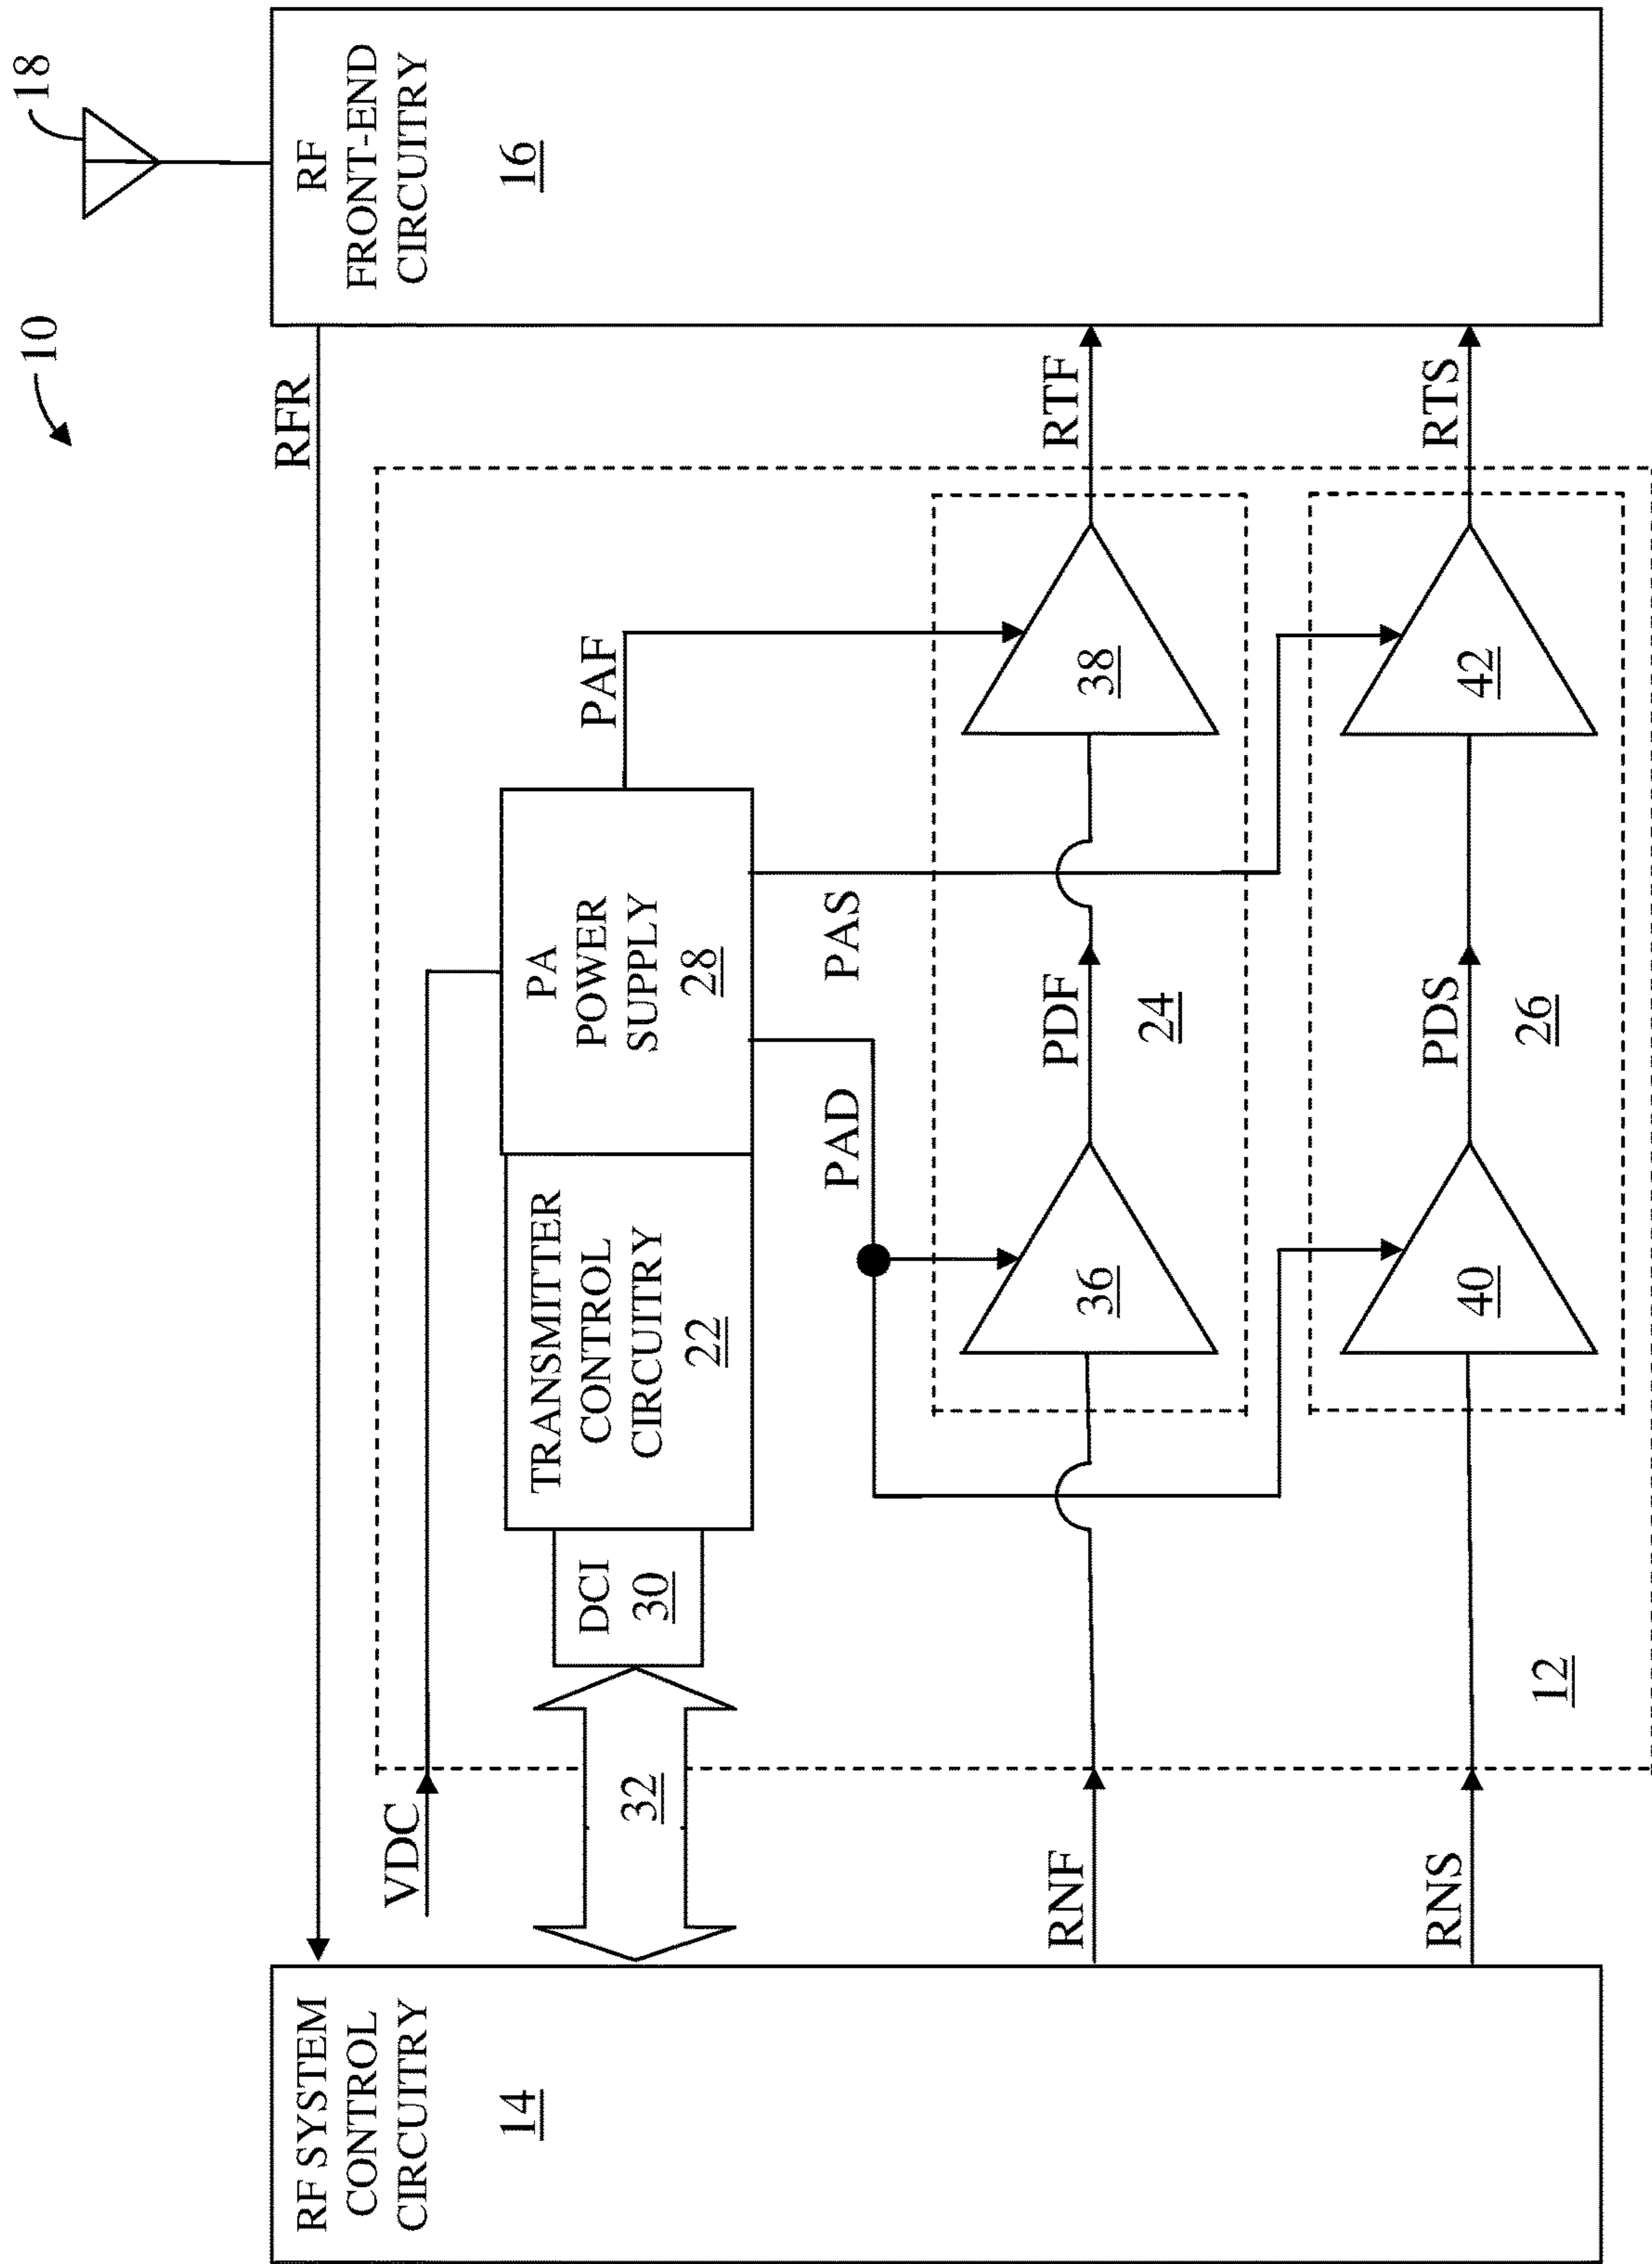 10
18
RFR
RF SYSTEM
CONTROL
CIRCUITRY
14
RF
FRONT-END
CIRCUITRY
16
VDC
32
DCI
30
TRANSMITTER
CONTROL
CIRCUITRY
22
PA
POWER
SUPPLY
28
PAF
PAD
PAS
RNF
36
PDF
38
RTF
24
RNS
40
PDS
42
RTS
26
12